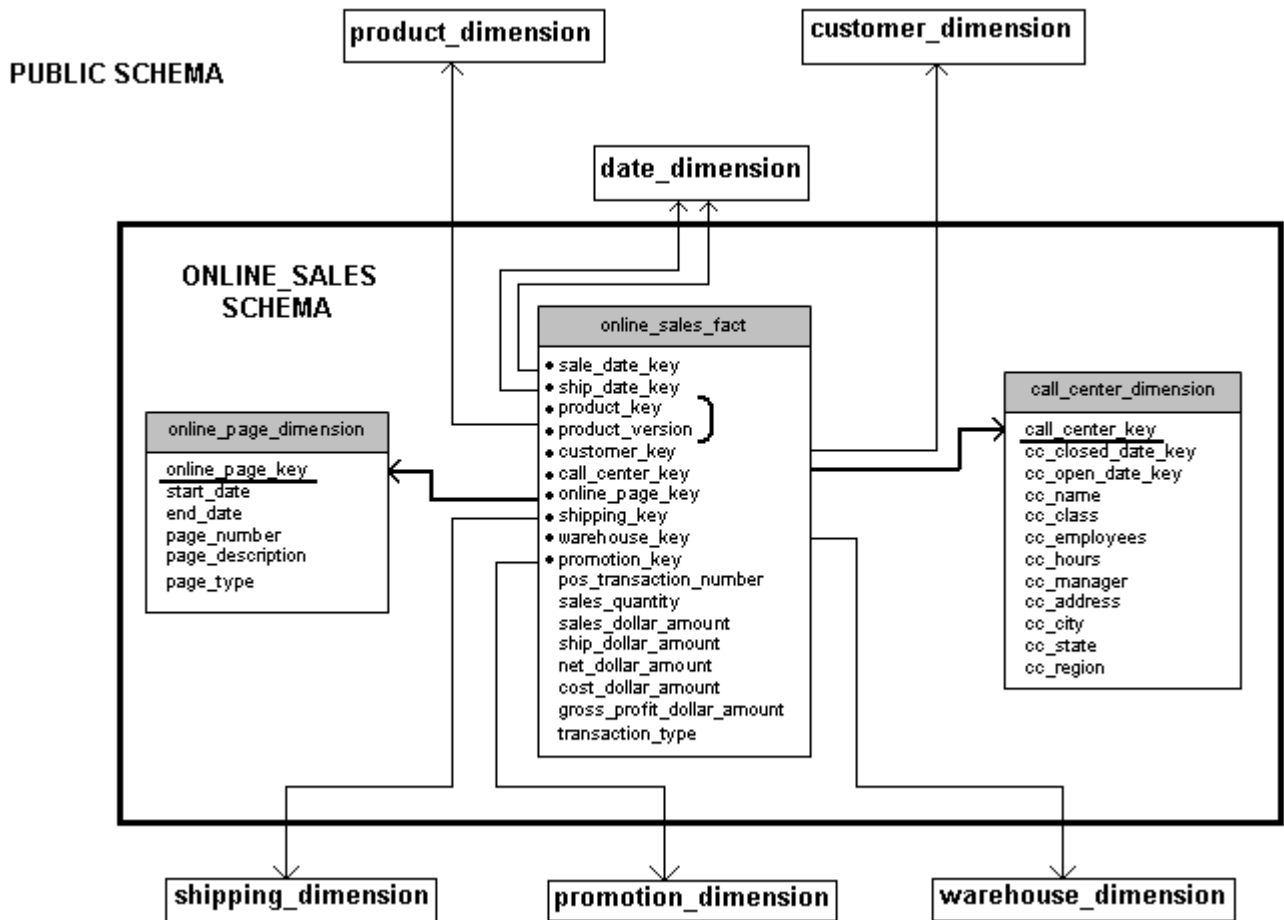 product_dimension
customer_dimension
PUBLIC SCHEMA
date_dimension
ONLINE_SALES
SCHEMA
online_sales_fact
sale_date_key
ship_date_key
product_key
product_version
customer_key
call_center_key
online_page_key
shipping_key
warehouse_key
promotion_key
pos_transaction_number
sales_quantity
sales_dollar_amount
ship_dollar_amount
net_dollar_amount
cost_dollar_amount
gross_profit_dollar_amount
transaction_type
online_page_dimension
online_page_key
start_date
end_date
page_number
page_description
page_type
call_center_dimension
call_center_key
cc_closed_date_key
cc_open_date_key
cc_name
cc_class
cc_employees
cc_hours
cc_manager
cc_address
cc_city
cc_state
cc_region
shipping_dimension
promotion_dimension
warehouse_dimension